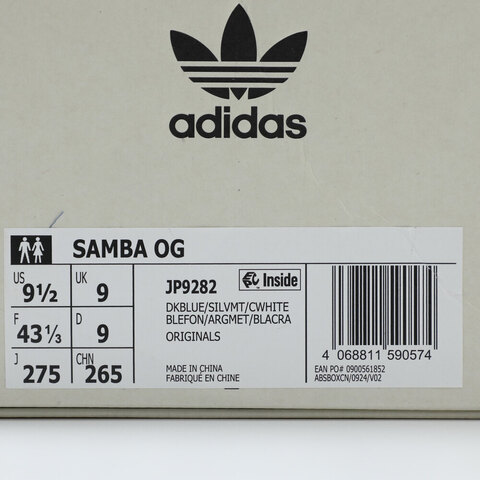 adidas
SAMBA OG
US 9½ UK 9
F 43⅓ D 9
J 275 CHN 265
JP9282 Inside
DKBLUE/SILVMT/CWHITE
BLEFON/ARGMET/BLACRA
ORIGINALS
MADE IN CHINA
FABRIQUÉ EN CHINE
4 068811 590574
EAN PO# 0900561852
ABSBOXCN/0924/V02